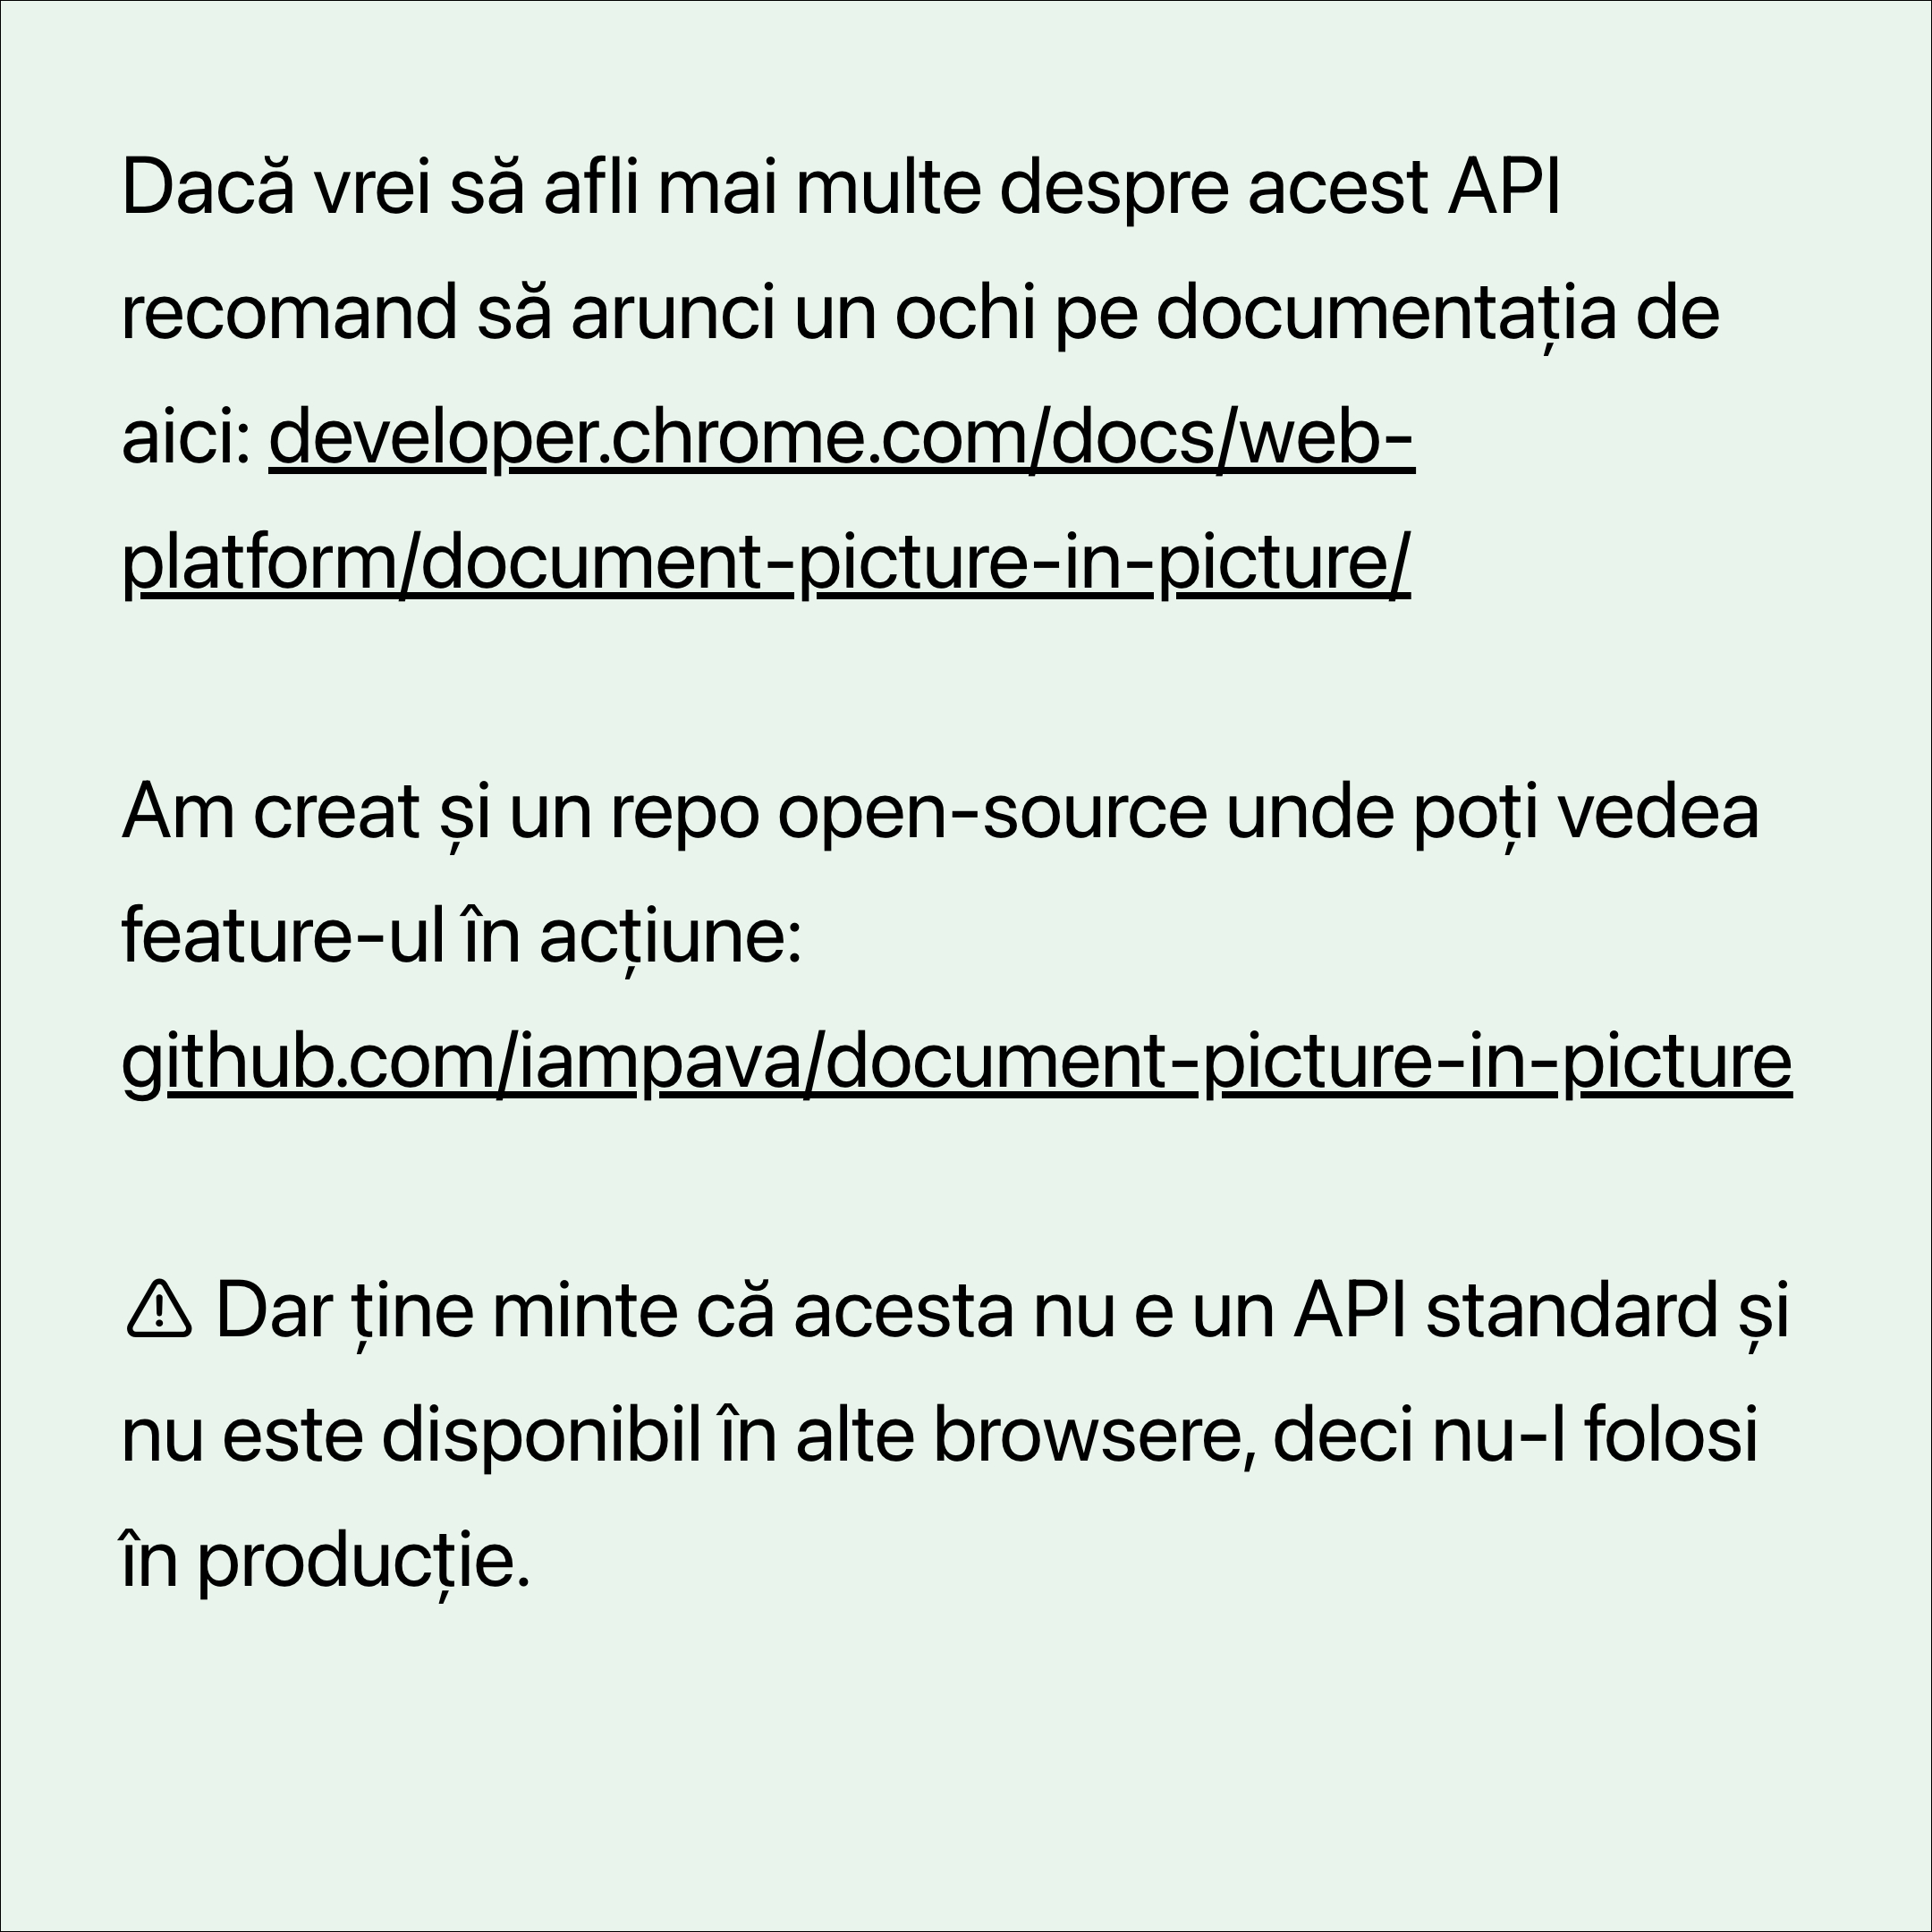 Dacă vrei să afli mai multe despre acest API
recomand să arunci un ochi pe documentația de
aici: developer.chrome.com/docs/web-
platform/document-picture-in-picture/
Am creat și un repo open-source unde poți vedea
feature-ul în acțiune:
github.com/iampava/document-picture-in-picture
⚠ Dar ține minte că acesta nu e un API standard și
nu este disponibil în alte browsere, deci nu-l folosi
în producție.